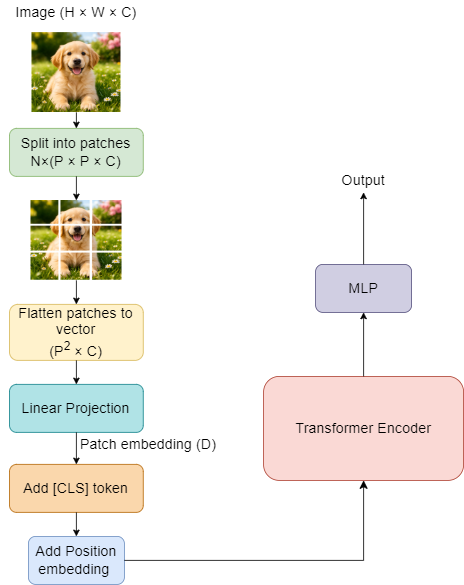 Image (H × W × C)
Split into patches
N×(P × P × C)
Flatten patches to
vector
(P² × C)
Linear Projection
Patch embedding (D)
Add [CLS] token
Add Position
embedding
Transformer Encoder
MLP
Output